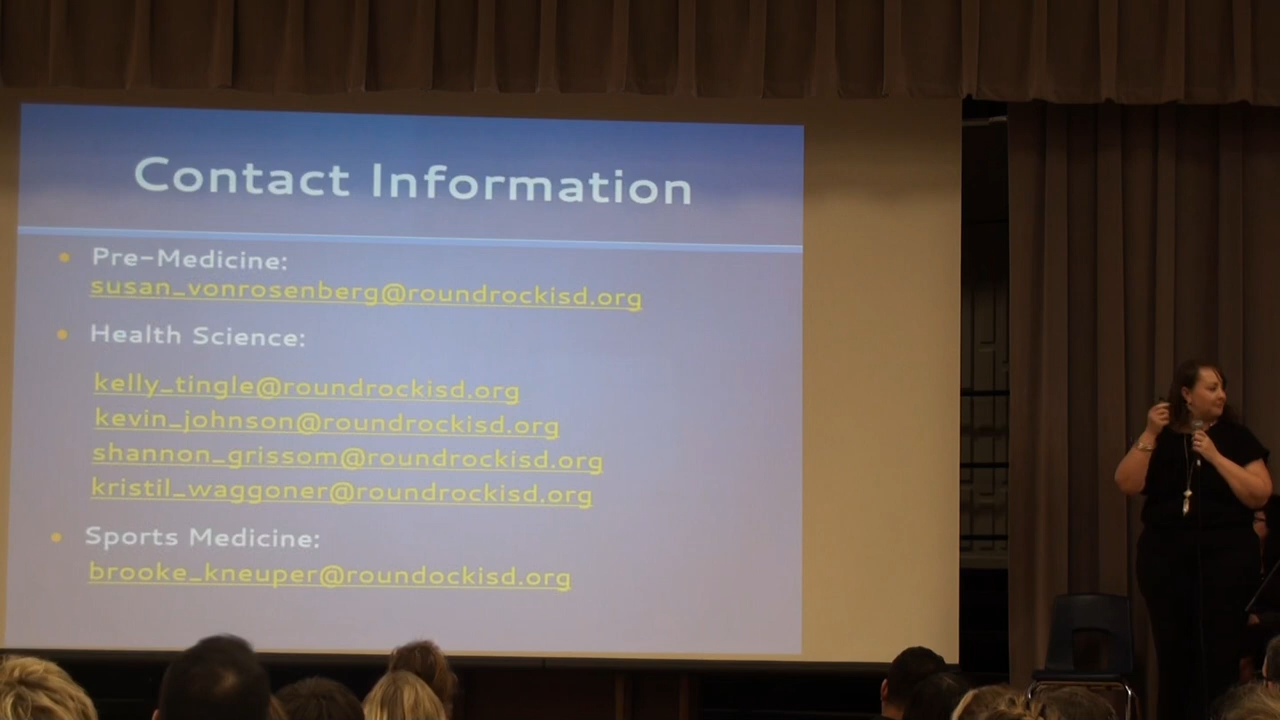 Contact Information
Pre-Medicine:
susan_vonrosenberg@roundrockisd.org
Health Science:
kelly_tingle@roundrockisd.org
kevin_johnson@roundrockisd.org
shannon_grissom@roundrockisd.org
kristil_waggoner@roundrockisd.org
Sports Medicine:
brooke_kneuper@roundockisd.org